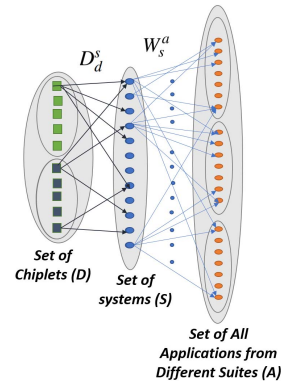 D_d^s
W_s^a
Set of
Chiplets (D)
Set of
systems (S)
Set of All
Applications from
Different Suites (A)